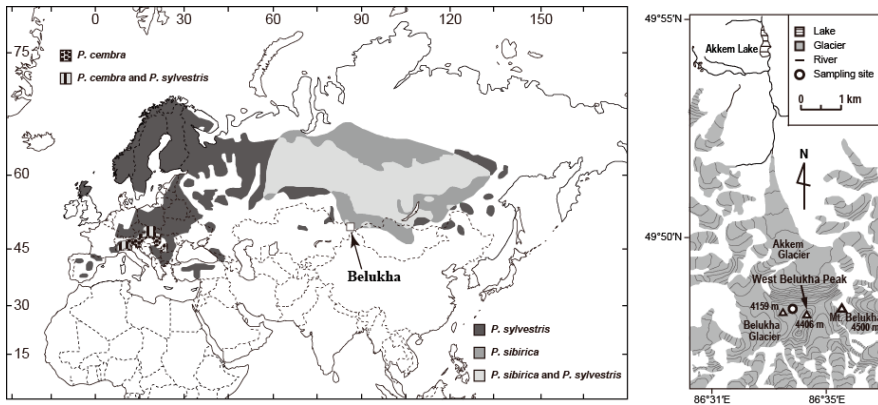 0 30 60 90 120 150
75
60
45
30
15
P. cembra
P. cembra and P. sylvestris
Belukha
P. sylvestris
P. sibirica
P. sibirica and P. sylvestris
49°55'N
49°50'N
Akkem Lake
Lake
Glacier
River
Sampling site
0 1 km
N
Akkem
Glacier
West Belukha Peak
4159 m
4406 m
Mt. Belukha
4500 m
Belukha
Glacier
86°31'E 86°35'E